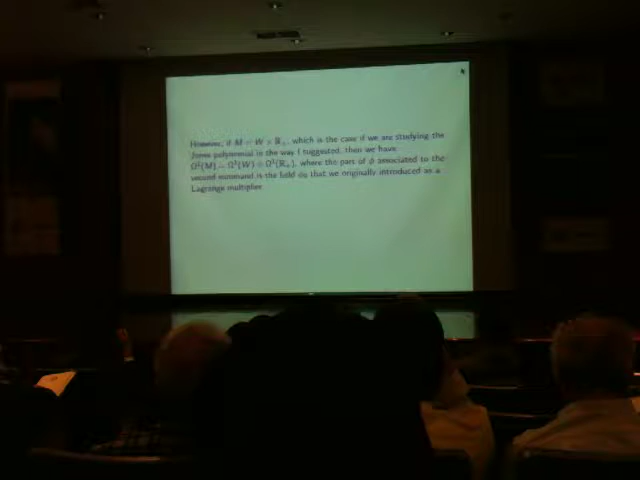 However, if M = W × ℝ₊, which is the case if we are studying the
Jones polynomial in the way I suggested, then we have
Ω¹(M) = Ω¹(W) ⊕ Ω¹(ℝ₊), where the part of ϕ associated to the
second summand is the field ϕ₀ that we originally introduced as a
Lagrange multiplier.